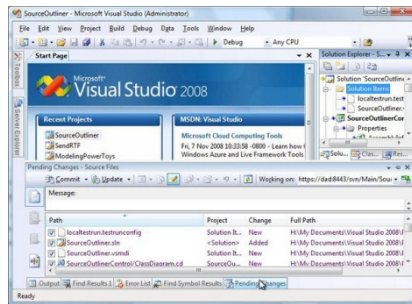 SourceOutliner - Microsoft Visual Studio (Administrator)
File Edit View Project Build Debug Data Tools Window Help
Debug Any CPU
Toolbox
Server Explorer
Start Page
Microsoft®
Visual Studio 2008
Recent Projects
SourceOutliner
SendRTF
ModelingPowerToys
MSDN: Visual Studio
Microsoft Cloud Computing Tools
Fri, 7 Nov 2008 10:33:58 -0800 - Learn how t
Windows Azure and Live Framework Tools
Solution Explorer - S...
Solution 'SourceOutline
Solution Items
localtestrun.test
SourceOutliner.
SourceOutlinerCor
Properties
Solu... Clas... Res...
Pending Changes - Source Files
Commit Update Working on: https://dad:8443/svn/Main/Sour
Message:
Path Project Change Full Path
localtestrun.testrunconfig Solution It... New H:\My Documents\Visual Studio 2008\
SourceOutliner.sln <Solution> Added H:\My Documents\Visual Studio 2008\
SourceOutliner.vsmdi Solution It... New H:\My Documents\Visual Studio 2008\
SourceOutlinerControl/ClassDiagram.cd SourceOu... New H:\My Documents\Visual Studio 2008\
Output Find Results 1 Error List Find Symbol Results Pending Changes
Ready